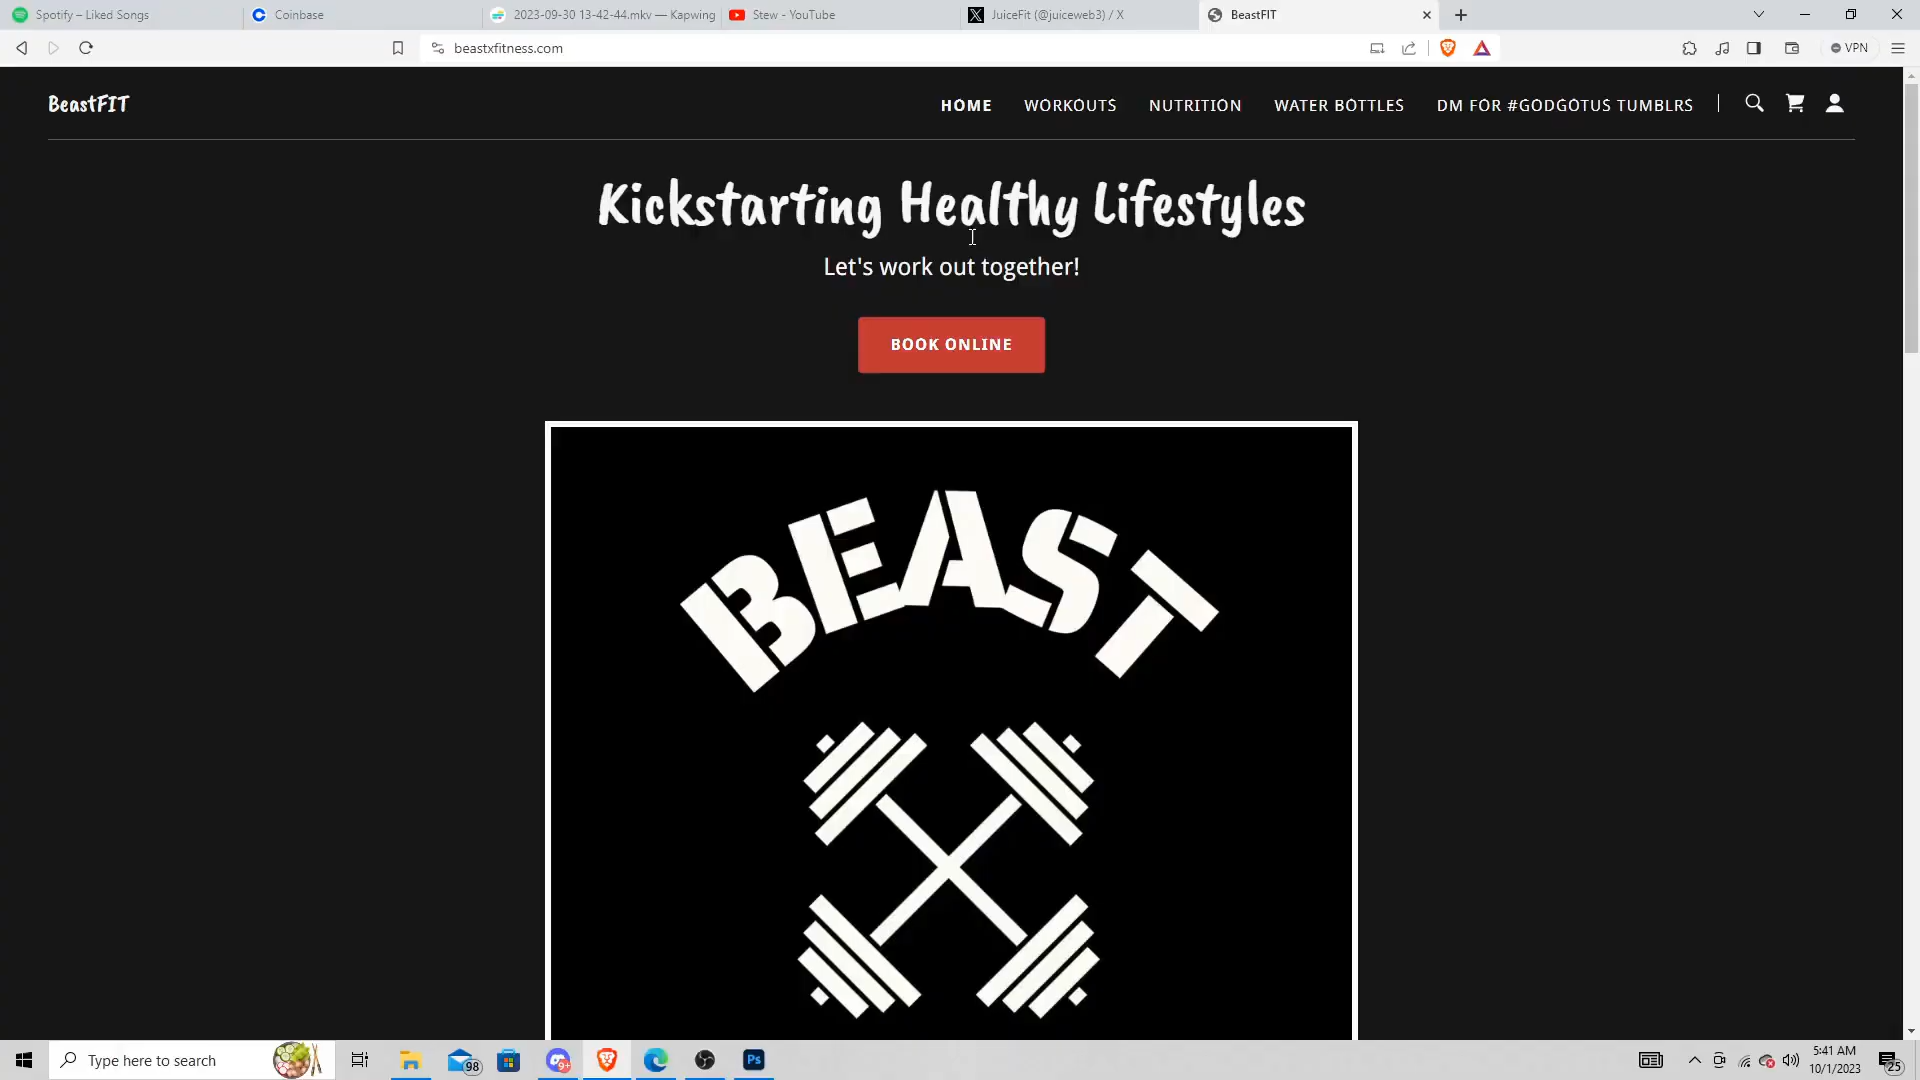 Spotify – Liked Songs
Coinbase
2023-09-30 13-42-44.mkv — Kapwing
Stew - YouTube
JuiceFit (@juiceweb3) / X
BeastFIT
beastxfitness.com
VPN
BeastFIT
HOME WORKOUTS NUTRITION WATER BOTTLES DM FOR #GODGOTUS TUMBLRS
Kickstarting Healthy Lifestyles
Let's work out together!
BOOK ONLINE
BEAST
Type here to search
98
9+
Ps
5:41 AM
10/1/2023
25